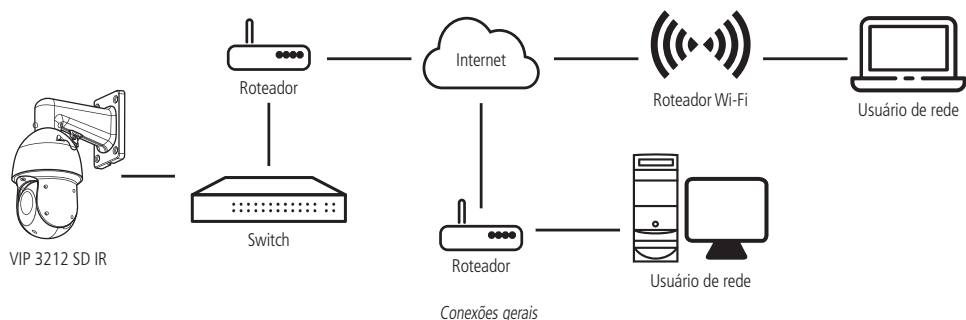 Roteador
Internet
Roteador Wi-Fi
Usuário de rede
VIP 3212 SD IR
Switch
Roteador
Usuário de rede
Conexões gerais